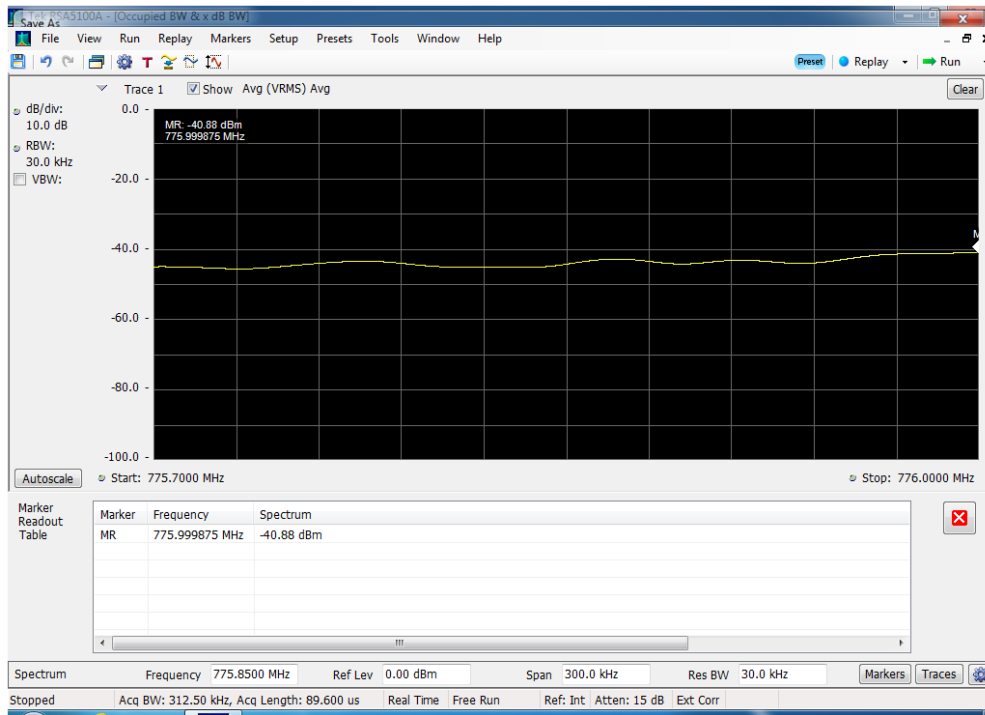 Tek RSA5100A - [Occupied BW & x dB BW]
Save As
File View Run Replay Markers Setup Presets Tools Window Help
T Preset Replay Run
Trace 1 Show Avg (VRMS) Avg Clear
dB/div:
10.0 dB
RBW:
30.0 kHz
VBW:
0.0 -
MR: -40.88 dBm
775.999875 MHz
-20.0 -
-40.0 -
-60.0 -
-80.0 -
-100.0 -
M
Autoscale Start: 775.7000 MHz Stop: 776.0000 MHz
Marker
Readout
Table
Marker Frequency Spectrum
MR 775.999875 MHz -40.88 dBm
Spectrum Frequency 775.8500 MHz Ref Lev 0.00 dBm Span 300.0 kHz Res BW 30.0 kHz Markers Traces
Stopped Acq BW: 312.50 kHz, Acq Length: 89.600 us Real Time Free Run Ref: Int Atten: 15 dB Ext Corr